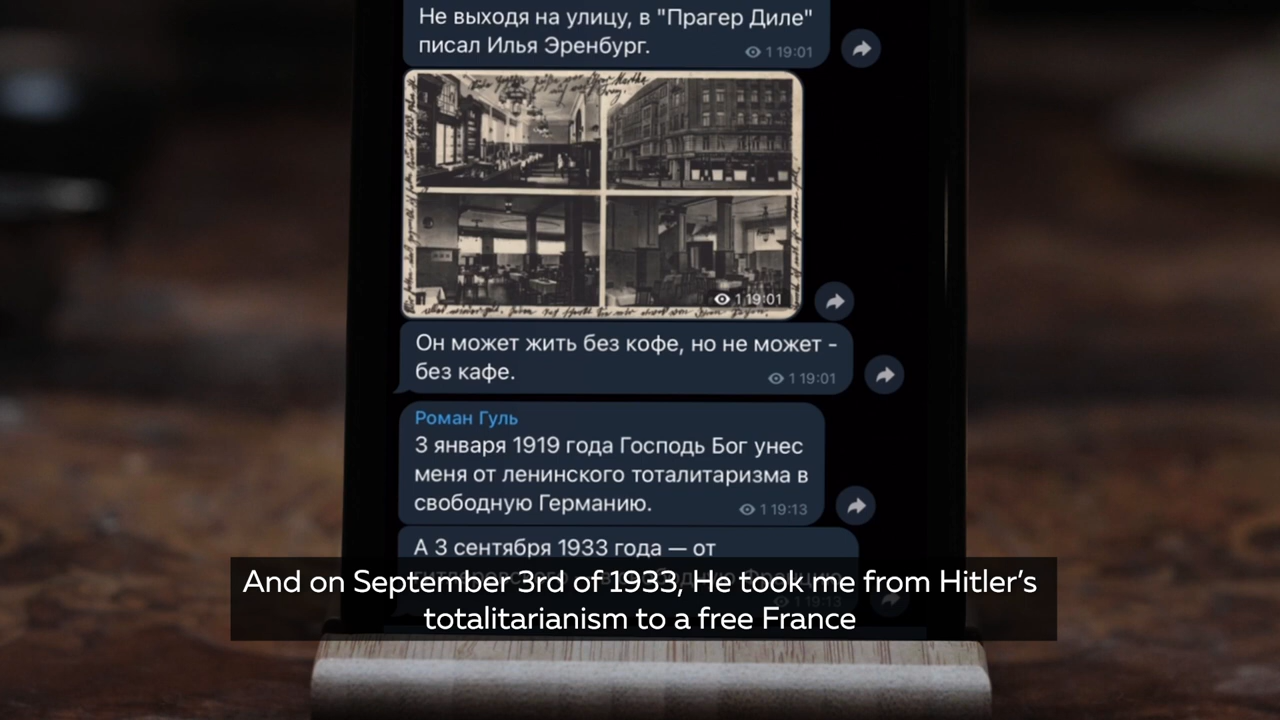 Не выходя на улицу, в "Прагер Диле"
писал Илья Эренбург.
1 19:01
1 19:01
Он может жить без кофе, но не может -
без кафе.
1 19:01
Роман Гуль
3 января 1919 года Господь Бог унес
меня от ленинского тоталитаризма в
свободную Германию.
1 19:13
А 3 сентября 1933 года — от
1 19:13
And on September 3rd of 1933, He took me from Hitler’s
totalitarianism to a free France